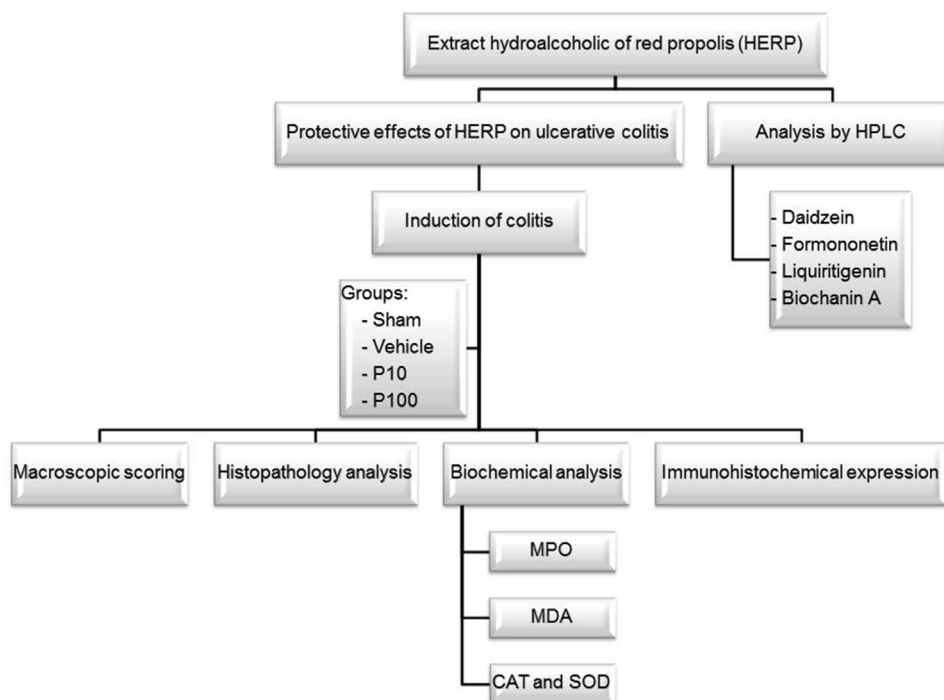 Extract hydroalcoholic of red propolis (HERP)
Protective effects of HERP on ulcerative colitis
Analysis by HPLC
Induction of colitis
- Daidzein
- Formononetin
- Liquiritigenin
- Biochanin A
Groups:
- Sham
- Vehicle
- P10
- P100
Macroscopic scoring
Histopathology analysis
Biochemical analysis
Immunohistochemical expression
MPO
MDA
CAT and SOD